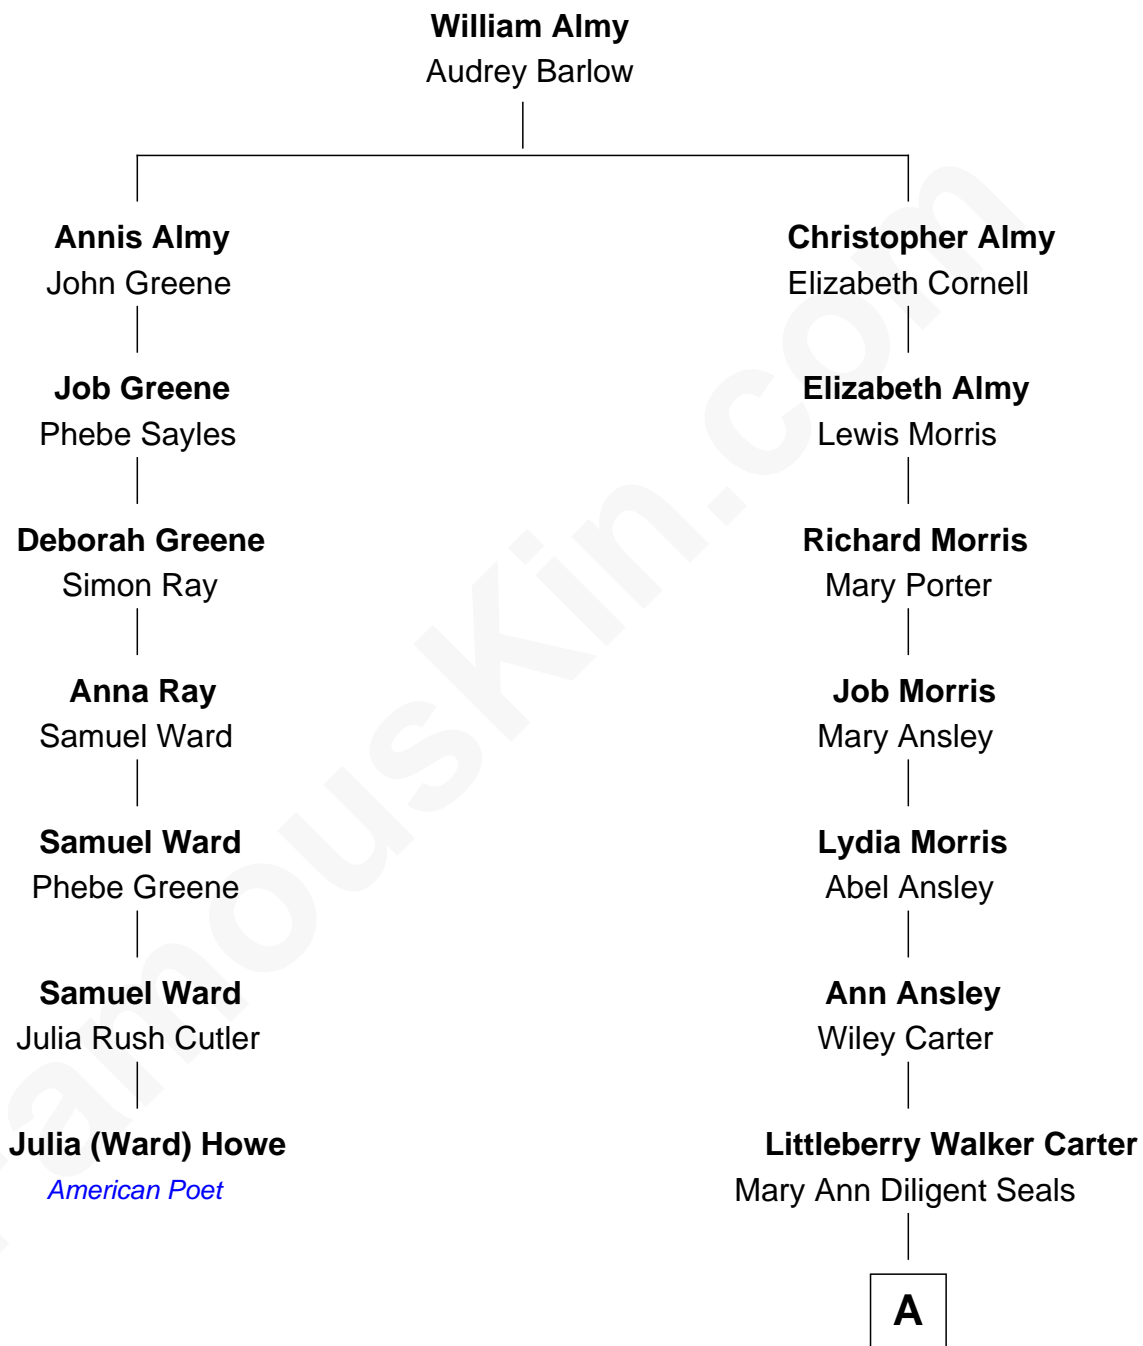 William Almy
Audrey Barlow
Annis Almy
John Greene
Christopher Almy
Elizabeth Cornell
Job Greene
Phebe Sayles
Elizabeth Almy
Lewis Morris
Deborah Greene
Simon Ray
Richard Morris
Mary Porter
Anna Ray
Samuel Ward
Job Morris
Mary Ansley
Samuel Ward
Phebe Greene
Lydia Morris
Abel Ansley
Samuel Ward
Julia Rush Cutler
Ann Ansley
Wiley Carter
Julia (Ward) Howe
American Poet
Littleberry Walker Carter
Mary Ann Diligent Seals
A
FamousKin.com